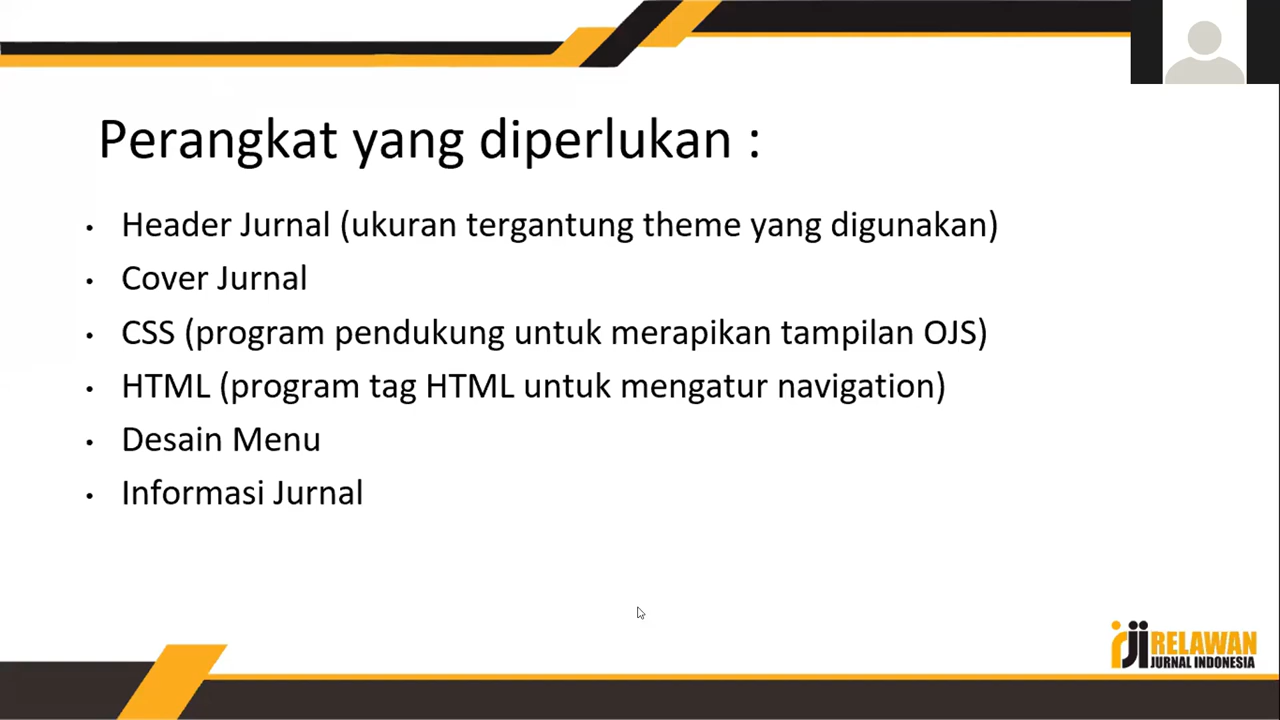 Perangkat yang diperlukan :
• Header Jurnal (ukuran tergantung theme yang digunakan)
• Cover Jurnal
• CSS (program pendukung untuk merapikan tampilan OJS)
• HTML (program tag HTML untuk mengatur navigation)
• Desain Menu
• Informasi Jurnal
rji RELAWAN
JURNAL INDONESIA